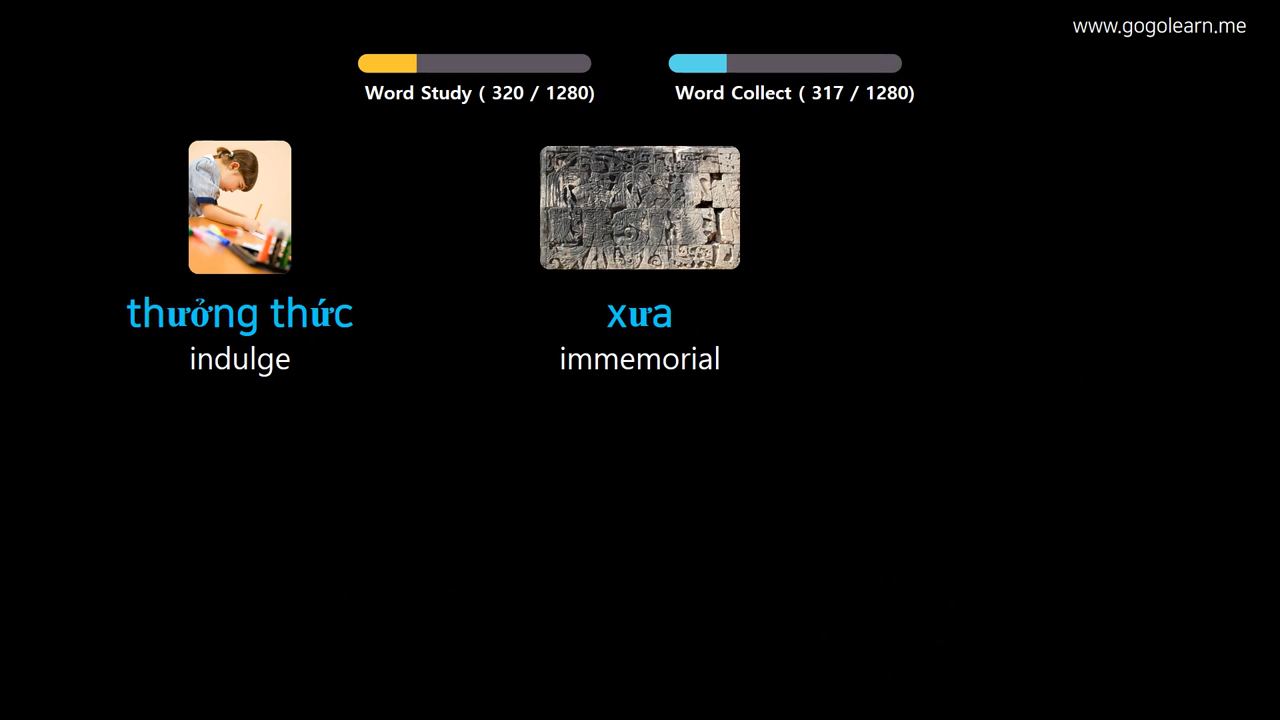 www.gogolearn.me
Word Study ( 320 / 1280)
Word Collect ( 317 / 1280)
thưởng thức
indulge
xưa
immemorial